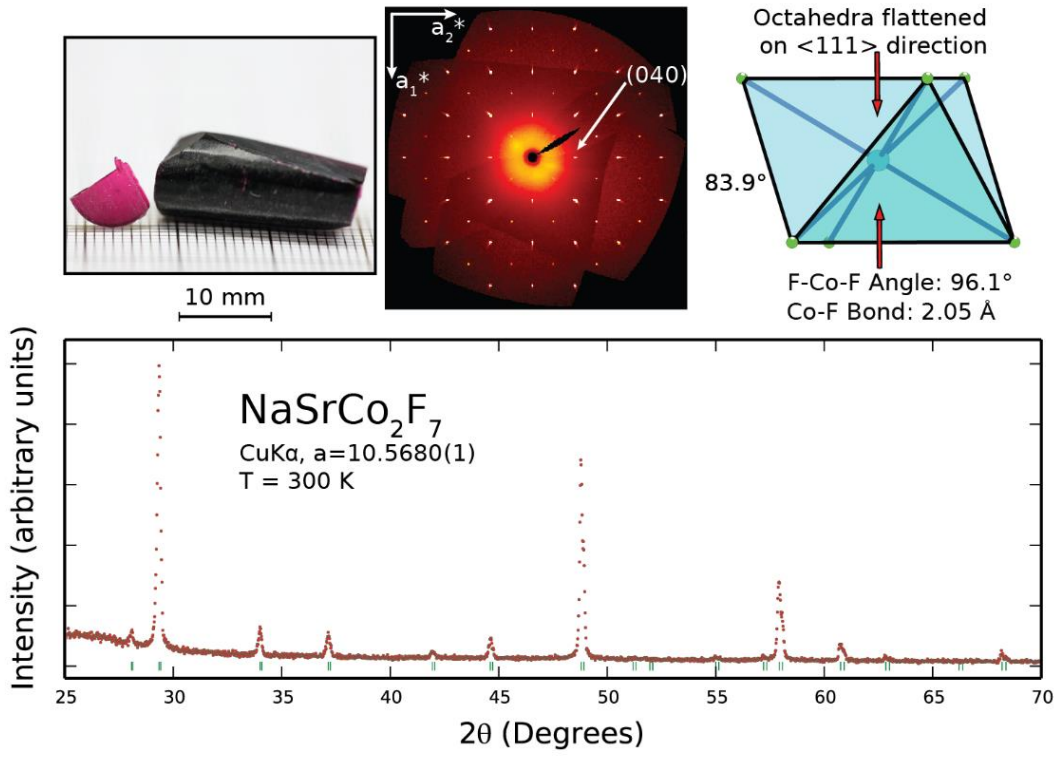 10 mm
a₂*
a₁*
(040)
Octahedra flattened
on <111> direction
83.9°
F-Co-F Angle: 96.1°
Co-F Bond: 2.05 Å
Intensity (arbitrary units)
NaSrCo₂F₇
CuKα, a=10.5680(1)
T = 300 K
25 30 35 40 45 50 55 60 65 70
2θ (Degrees)